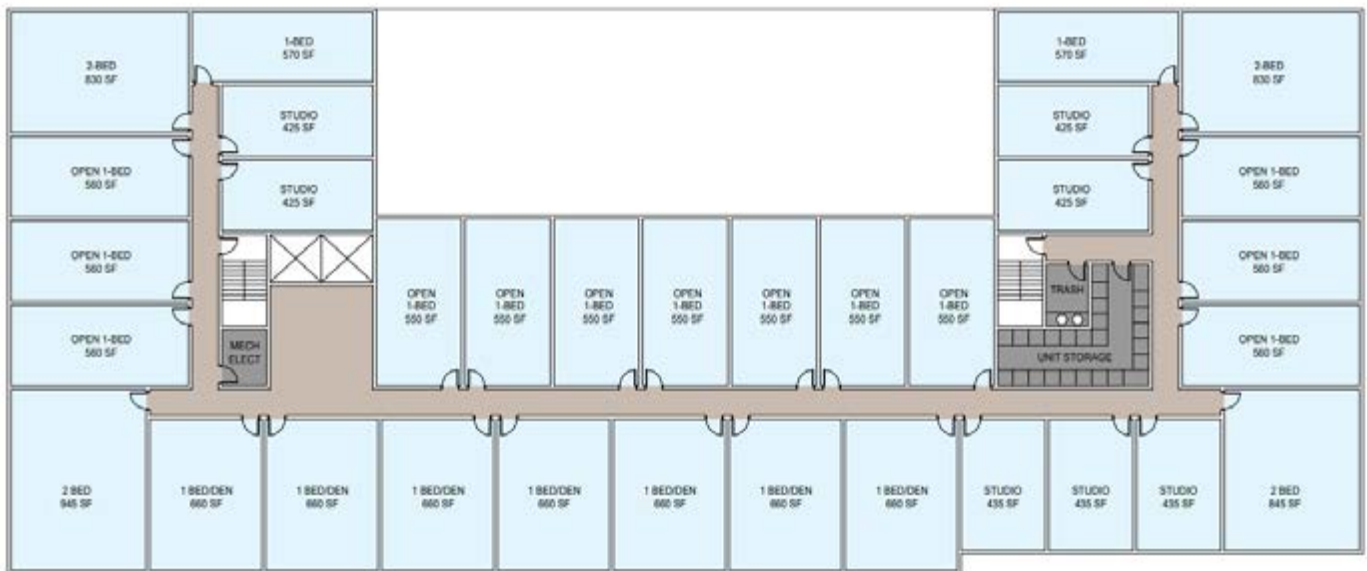 2-BED
830 SF
1-BED
570 SF
1-BED
570 SF
2-BED
830 SF
STUDIO
425 SF
STUDIO
425 SF
OPEN 1-BED
560 SF
STUDIO
425 SF
STUDIO
425 SF
OPEN 1-BED
560 SF
OPEN 1-BED
560 SF
OPEN 1-BED
560 SF
OPEN
1-BED
550 SF
OPEN
1-BED
550 SF
OPEN
1-BED
550 SF
OPEN
1-BED
550 SF
OPEN
1-BED
550 SF
OPEN
1-BED
550 SF
OPEN
1-BED
550 SF
TRASH
OPEN 1-BED
560 SF
MECH
ELECT
UNIT STORAGE
OPEN 1-BED
560 SF
2 BED
945 SF
1 BED/DEN
660 SF
1 BED/DEN
660 SF
1 BED/DEN
660 SF
1 BED/DEN
660 SF
1 BED/DEN
660 SF
1 BED/DEN
660 SF
1 BED/DEN
660 SF
STUDIO
435 SF
STUDIO
435 SF
STUDIO
435 SF
2 BED
845 SF